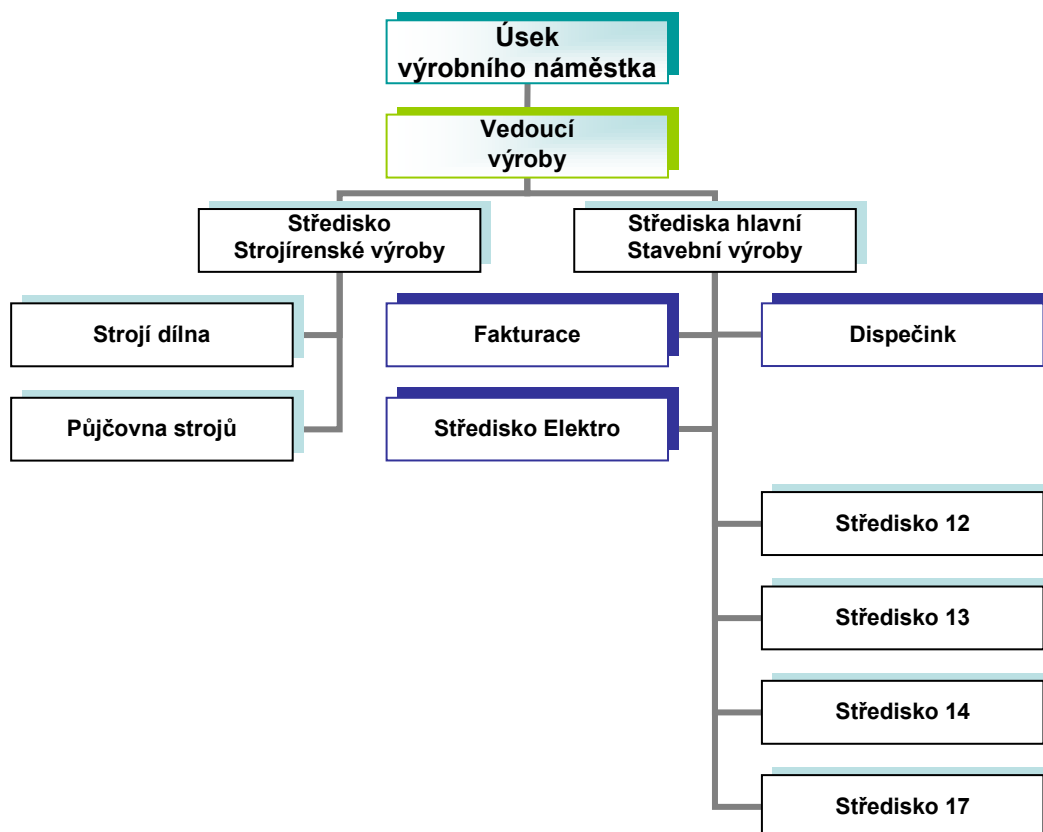 Úsek
výrobního náměstka
Vedoucí
výroby
Středisko
Strojírenské výroby
Střediska hlavní
Stavební výroby
Strojí dílna
Fakturace
Dispečink
Půjčovna strojů
Středisko Elektro
Středisko 12
Středisko 13
Středisko 14
Středisko 17